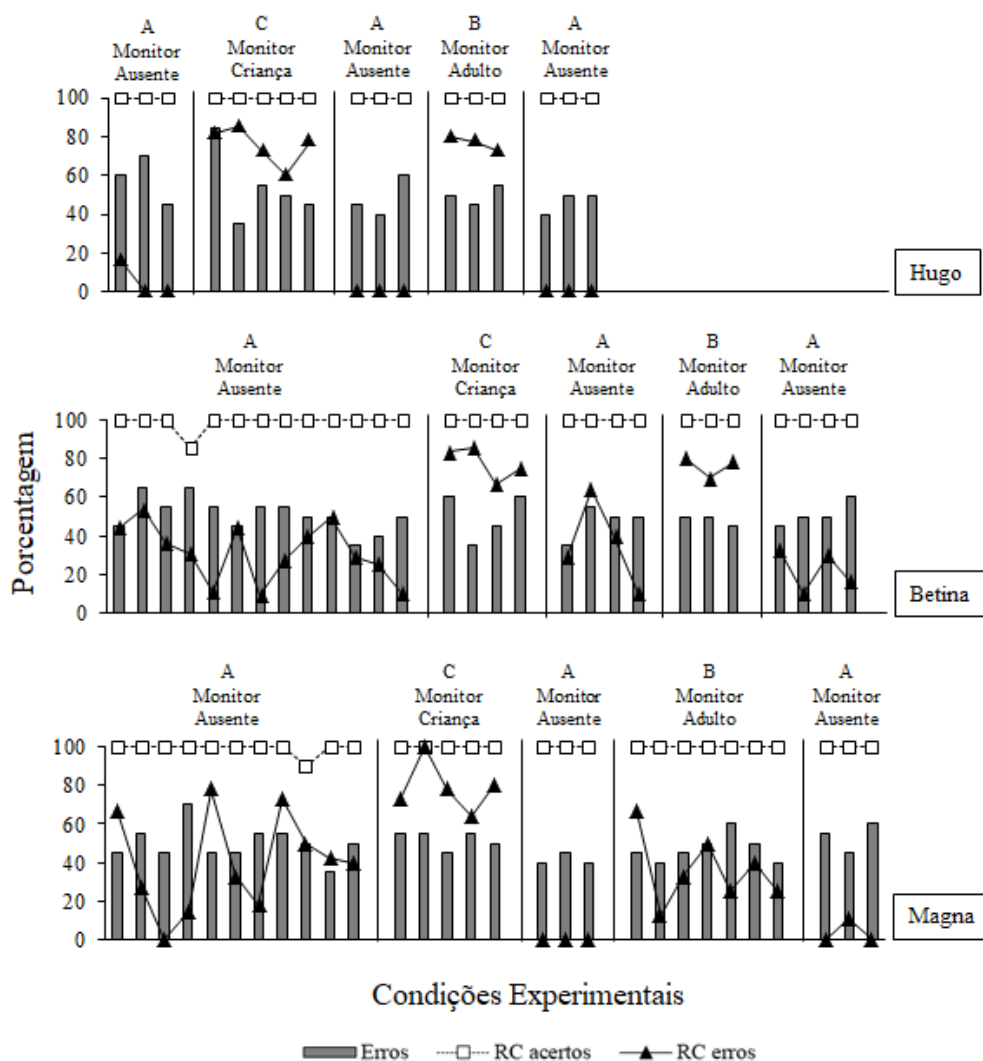 A C A B A
Monitor Monitor Monitor Monitor Monitor
Ausente Criança Ausente Adulto Ausente
100
80
60
40
20
0
Hugo
A C A B A
Monitor Monitor Monitor Monitor Monitor
Ausente Criança Ausente Adulto Ausente
100
80
60
40
20
0
Betina
Porcentagem
A C A B A
Monitor Monitor Monitor Monitor Monitor
Ausente Criança Ausente Adulto Ausente
100
80
60
40
20
0
Magna
Condições Experimentais
Erros RC acertos RC erros